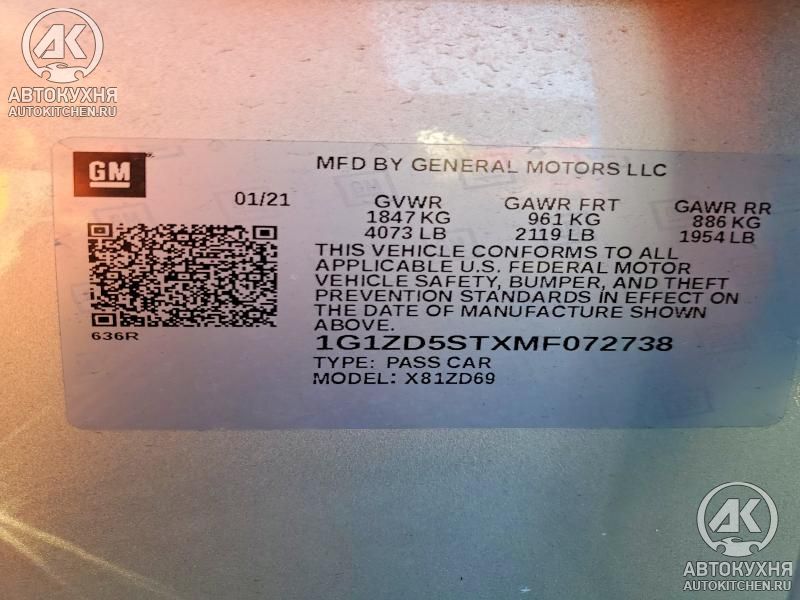 АК
АВТОКУХНЯ
AUTOKITCHEN.RU
GM
MFD BY GENERAL MOTORS LLC
01/21
GVWR GAWR FRT GAWR RR
1847 KG 961 KG 886 KG
4073 LB 2119 LB 1954 LB
THIS VEHICLE CONFORMS TO ALL
APPLICABLE U.S. FEDERAL MOTOR
VEHICLE SAFETY, BUMPER, AND THEFT
PREVENTION STANDARDS IN EFFECT ON
THE DATE OF MANUFACTURE SHOWN
ABOVE.
636R
1G1ZD5STXMF072738
TYPE: PASS CAR
MODEL: X81ZD69
АК
АВТОКУХНЯ
AUTOKITCHEN.RU